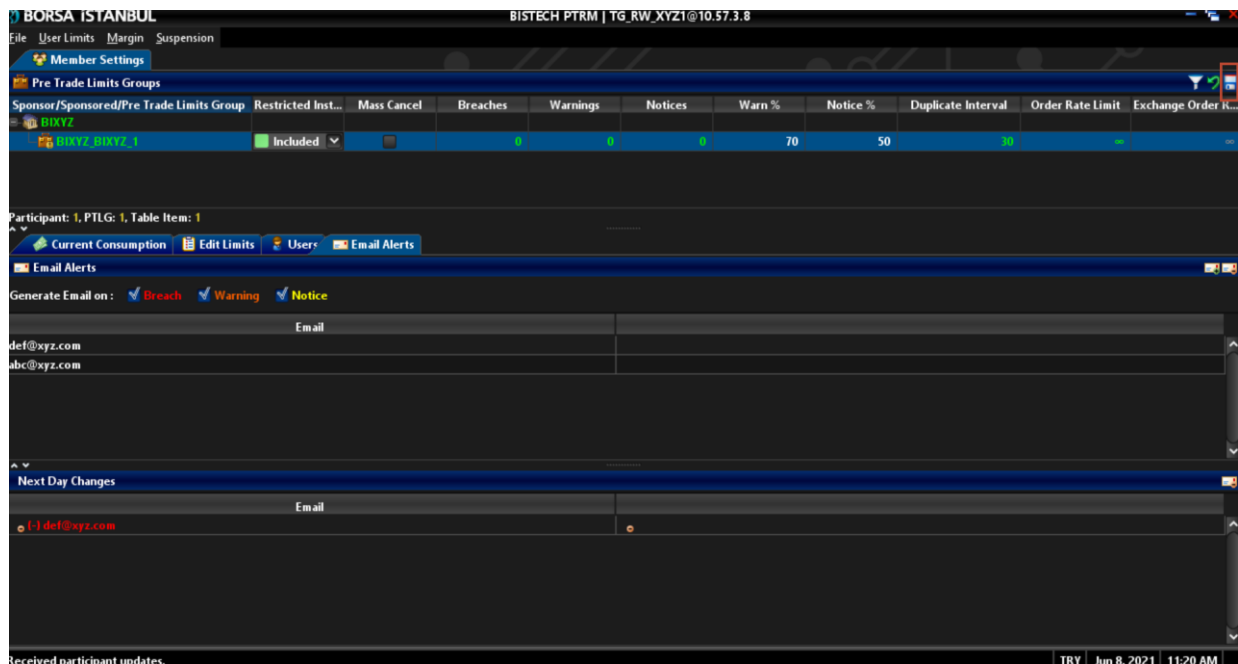 BORSA İSTANBUL BISTECH PTRM | TG_RW_XYZ1@10.57.3.8
File User Limits Margin Suspension
Member Settings
Pre Trade Limits Groups
Sponsor/Sponsored/Pre Trade Limits Group Restricted Inst... Mass Cancel Breaches Warnings Notices Warn % Notice % Duplicate Interval Order Rate Limit Exchange Order R...
BIXYZ
BIXYZ_BIXYZ_1 Included 0 0 0 70 50 30 ∞ ∞
Participant: 1, PTLG: 1, Table Item: 1
Current Consumption Edit Limits Users Email Alerts
Email Alerts
Generate Email on : Breach Warning Notice
Email
def@xyz.com
abc@xyz.com
Next Day Changes
Email
(-) def@xyz.com
Received participant updates. TRY Jun 8, 2021 11:20 AM